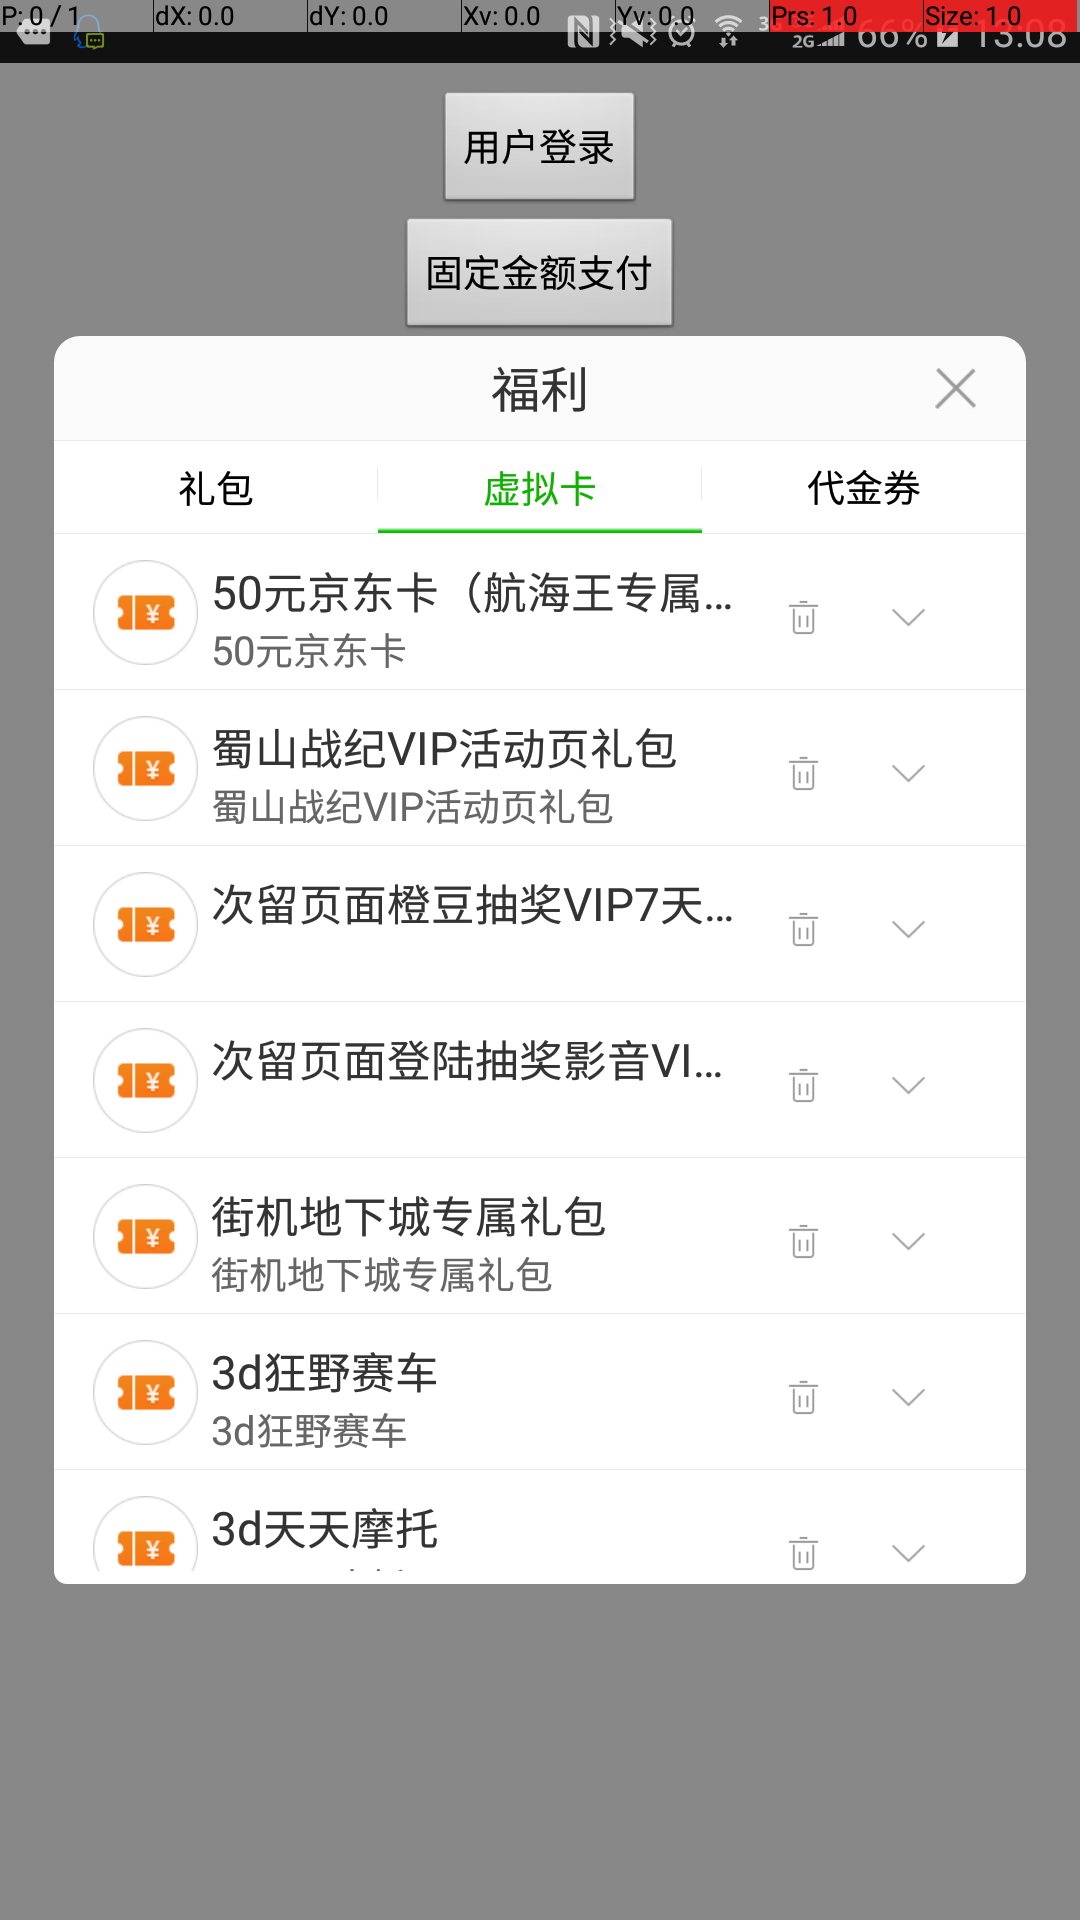 P: 0 / 1 dX: 0.0 dY: 0.0 Xv: 0.0 Yv: 0.0 Prs: 1.0 Size: 1.0
2G 66% 13:08
用户登录
固定金额支付
福利
礼包 虚拟卡 代金券
50元京东卡（航海王专属...
50元京东卡
蜀山战纪VIP活动页礼包
蜀山战纪VIP活动页礼包
次留页面橙豆抽奖VIP7天...
次留页面登陆抽奖影音VI...
街机地下城专属礼包
街机地下城专属礼包
3d狂野赛车
3d狂野赛车
3d天天摩托